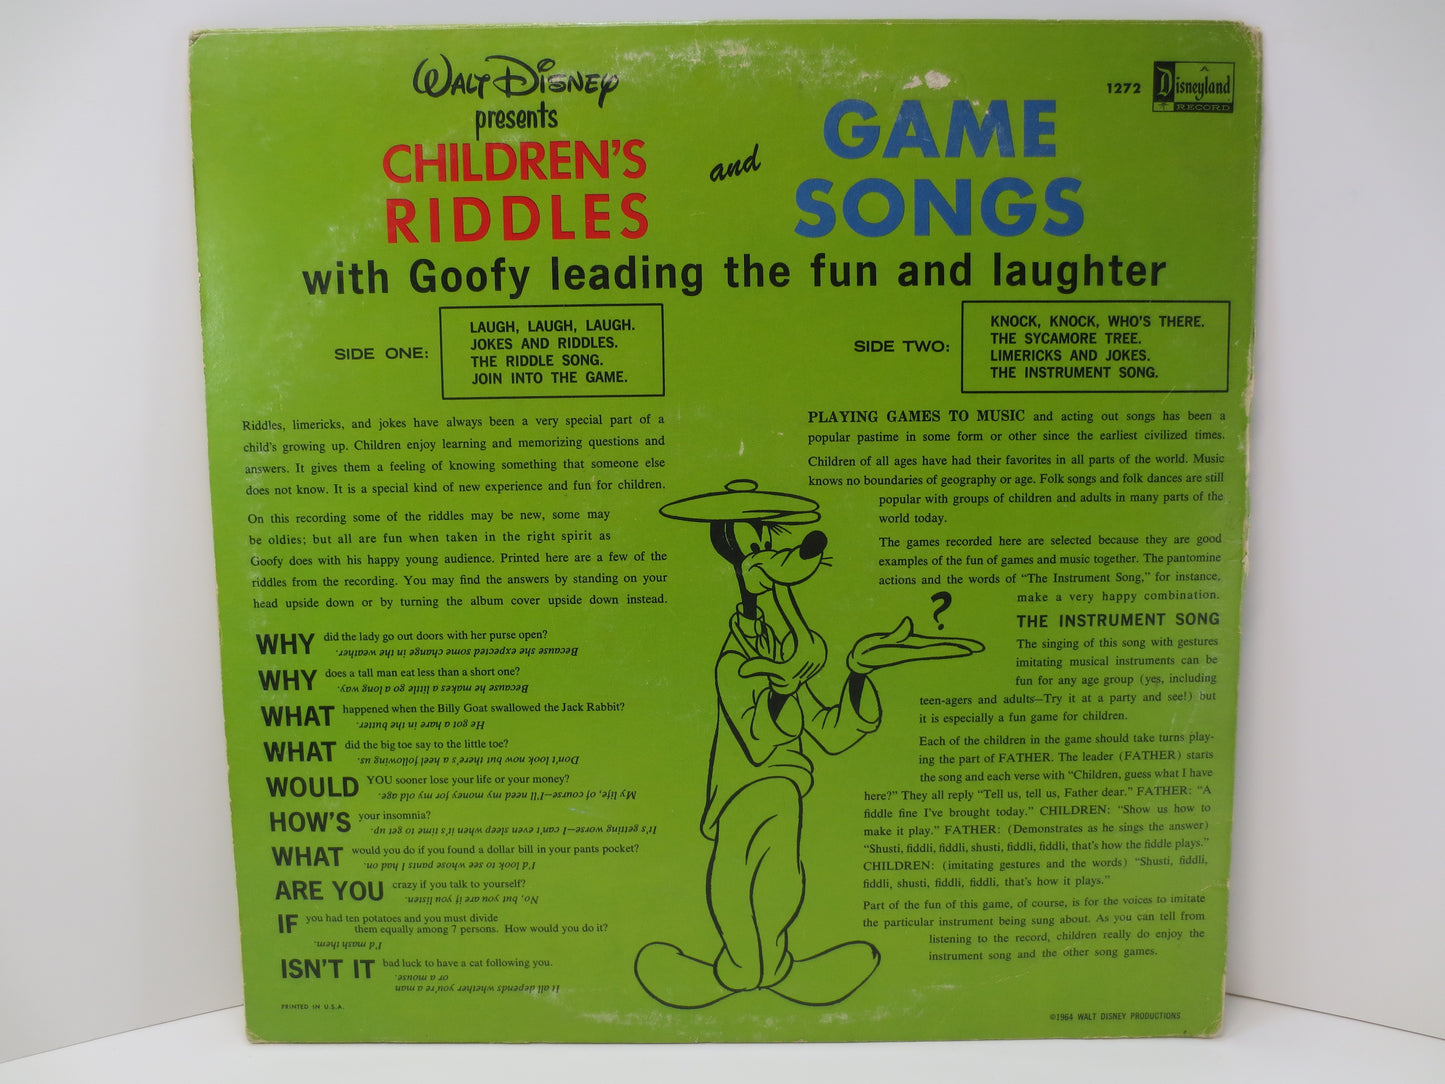 WALT DISNEY
presents
CHILDREN'S
RIDDLES
and
GAME
SONGS
1272
A
Disneyland
RECORD
with Goofy leading the fun and laughter
SIDE ONE:
LAUGH, LAUGH, LAUGH.
JOKES AND RIDDLES.
THE RIDDLE SONG.
JOIN INTO THE GAME.
SIDE TWO:
KNOCK, KNOCK, WHO'S THERE.
THE SYCAMORE TREE.
LIMERICKS AND JOKES.
THE INSTRUMENT SONG.
Riddles, limericks, and jokes have always been a very special part of a
child's growing up. Children enjoy learning and memorizing questions and
answers. It gives them a feeling of knowing something that someone else
does not know. It is a special kind of new experience and fun for children.
On this recording some of the riddles may be new, some may
be oldies; but all are fun when taken in the right spirit as
Goofy does with his happy young audience. Printed here are a few of the
riddles from the recording. You may find the answers by standing on your
head upside down or by turning the album cover upside down instead.
WHY did the lady go out doors with her purse open?
Because she expected some change in the weather.
WHY does a tall man eat less than a short one?
Because he makes a little go a long way.
WHAT happened when the Billy Goat swallowed the Jack Rabbit?
He got a hare in the butter.
WHAT did the big toe say to the little toe?
Don't look now but there's a heel following us.
WOULD YOU sooner lose your life or your money?
My life, of course—I'll need my money for my old age.
HOW'S your insomnia?
It's getting worse—I can't even sleep when it's time to get up.
WHAT would you do if you found a dollar bill in your pants pocket?
I'd look to see whose pants I had on.
ARE YOU crazy if you talk to yourself?
No, but you are if you listen.
IF you had ten potatoes and you must divide
them equally among 7 persons. How would you do it?
I'd mash them.
ISN'T IT bad luck to have a cat following you.
It all depends whether you're a man
or a mouse.
PRINTED IN U.S.A.
PLAYING GAMES TO MUSIC and acting out songs has been a
popular pastime in some form or other since the earliest civilized times.
Children of all ages have had their favorites in all parts of the world. Music
knows no boundaries of geography or age. Folk songs and folk dances are still
popular with groups of children and adults in many parts of the
world today.
The games recorded here are selected because they are good
examples of the fun of games and music together. The pantomine
actions and the words of "The Instrument Song," for instance,
make a very happy combination.
?
THE INSTRUMENT SONG
The singing of this song with gestures
imitating musical instruments can be
fun for any age group (yes, including
teen-agers and adults—Try it at a party and see!) but
it is especially a fun game for children.
Each of the children in the game should take turns play-
ing the part of FATHER. The leader (FATHER) starts
the song and each verse with "Children, guess what I have
here?" They all reply "Tell us, tell us, Father dear." FATHER: "A
fiddle fine I've brought today." CHILDREN: "Show us how to
make it play." FATHER: (Demonstrates as he sings the answer)
"Shusti, fiddli, fiddli, shusti, fiddli, fiddli, that's how the fiddle plays."
CHILDREN: (imitating gestures and the words) "Shusti, fiddli,
fiddli, shusti, fiddli, fiddli, that's how it plays."
Part of the fun of this game, of course, is for the voices to imitate
the particular instrument being sung about. As you can tell from
listening to the record, children really do enjoy the
instrument song and the other song games.
©1964 WALT DISNEY PRODUCTIONS